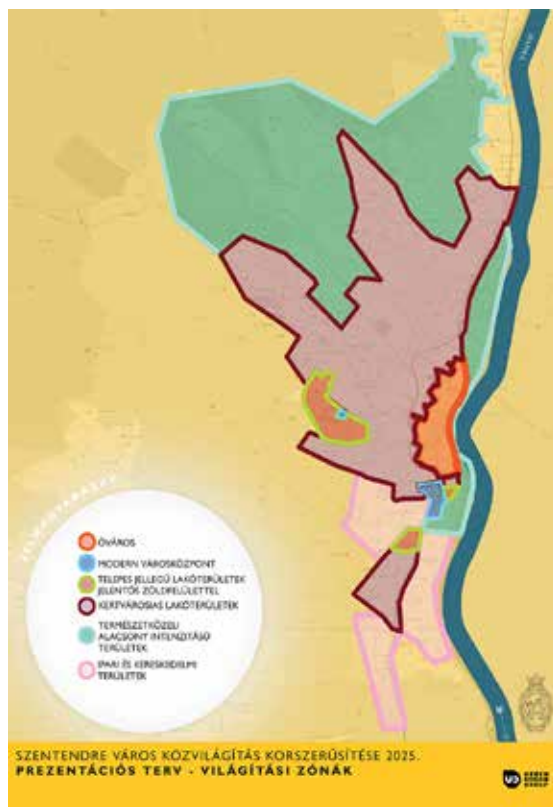 DUNA
ÓVÁROS
MODERN VÁROSKÖZPONT
TELEPES JELLEGŰ LAKÓTERÜLETEK
JELENTŐS ZÖLDFELÜLETTEL
KERTVÁROSIAS LAKÓTERÜLETEK
TERMÉSZETKÖZELI
ALACSONY INTENZITÁSÚ
TERÜLETEK
IPARI ÉS KERESKEDELMI
TERÜLETEK
SZENTENDRE VÁROS KÖZVILÁGÍTÁS KORSZERŰSÍTÉSE 2025.
PREZENTÁCIÓS TERV - VILÁGÍTÁSI ZÓNÁK